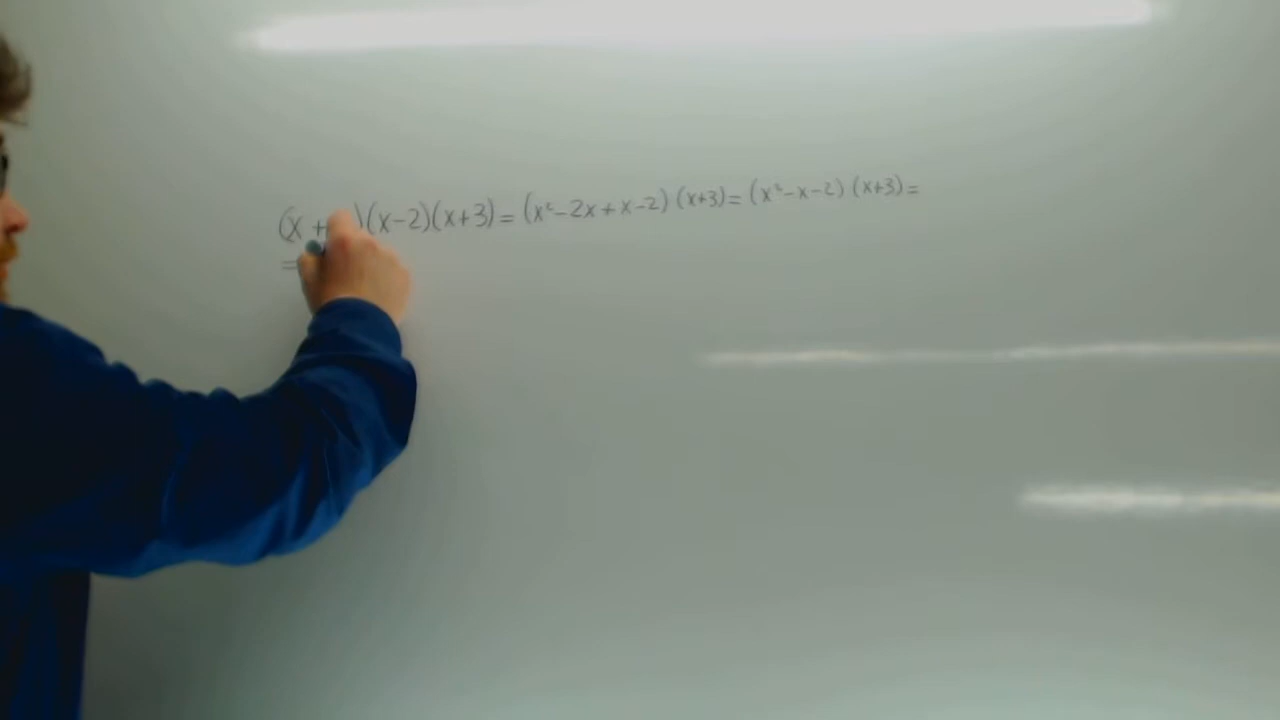 (x + )(x-2)(x+3) = (x²-2x+x-2) (x+3) = (x²-x-2) (x+3) =
=